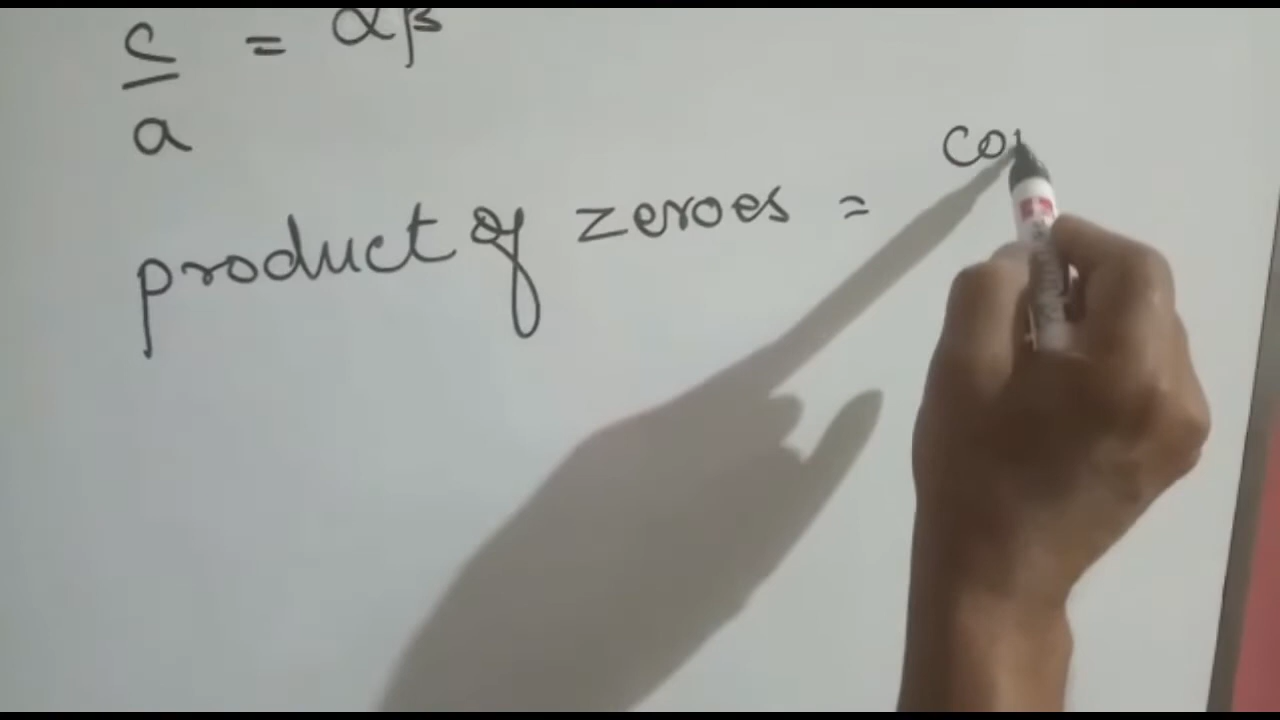 c/a = αβ
product of zeroes = co